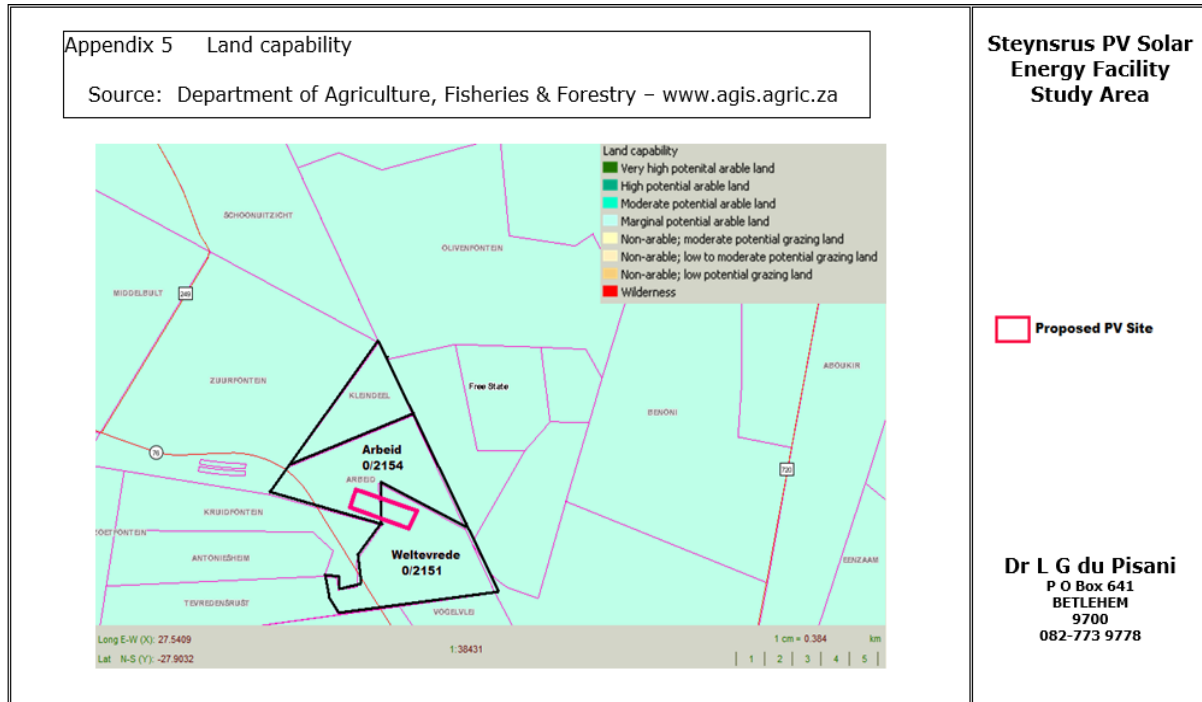 Appendix 5 Land capability
Source: Department of Agriculture, Fisheries & Forestry – www.agis.agric.za
Steynsrus PV Solar
Energy Facility
Study Area
Land capability
Very high potenital arable land
High potential arable land
Moderate potential arable land
Marginal potential arable land
Non-arable; moderate potential grazing land
Non-arable; low to moderate potential grazing land
Non-arable; low potential grazing land
Wilderness
SCHOONUITZICHT
OLIVENFONTEIN
MIDDELBULT
249
ZUURFONTEIN
KLEINDEEL
Free State
BENONI
ABOUKIR
76
Arbeid
0/2154
ARBEID
720
KRUIDFONTEIN
ANTONIESHEIM
Weltevrede
0/2151
EENZAAM
TEVREDENSRUST
VOGELVLEI
Proposed PV Site
Long E-W (X): 27.5409
Lat N-S (Y): -27.9032
1:38431
1 cm = 0.384 km
| 1 | 2 | 3 | 4 | 5 |
Dr L G du Pisani
P O Box 641
BETLEHEM
9700
082-773 9778